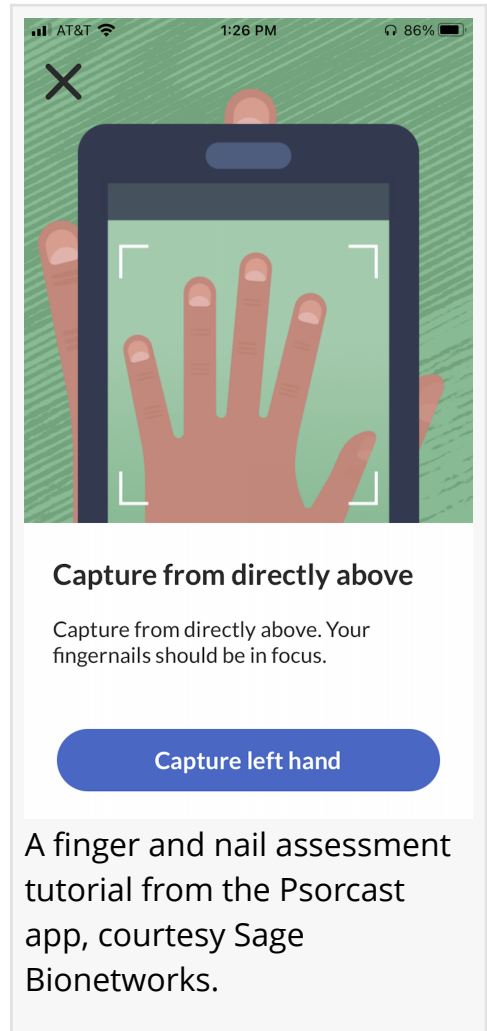 AT&T 1:26 PM 86%
Capture from directly above
Capture from directly above. Your
fingernails should be in focus.
Capture left hand
A finger and nail assessment
tutorial from the Psorcast
app, courtesy Sage
Bionetworks.